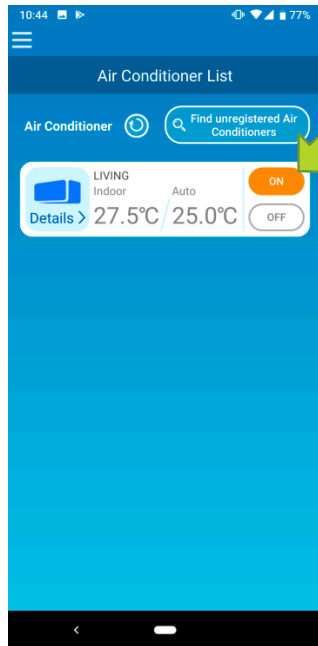 10:44 77%
Air Conditioner List
Air Conditioner
Find unregistered Air
Conditioners
LIVING
Indoor Auto
ON
Details > 27.5℃ 25.0℃
OFF